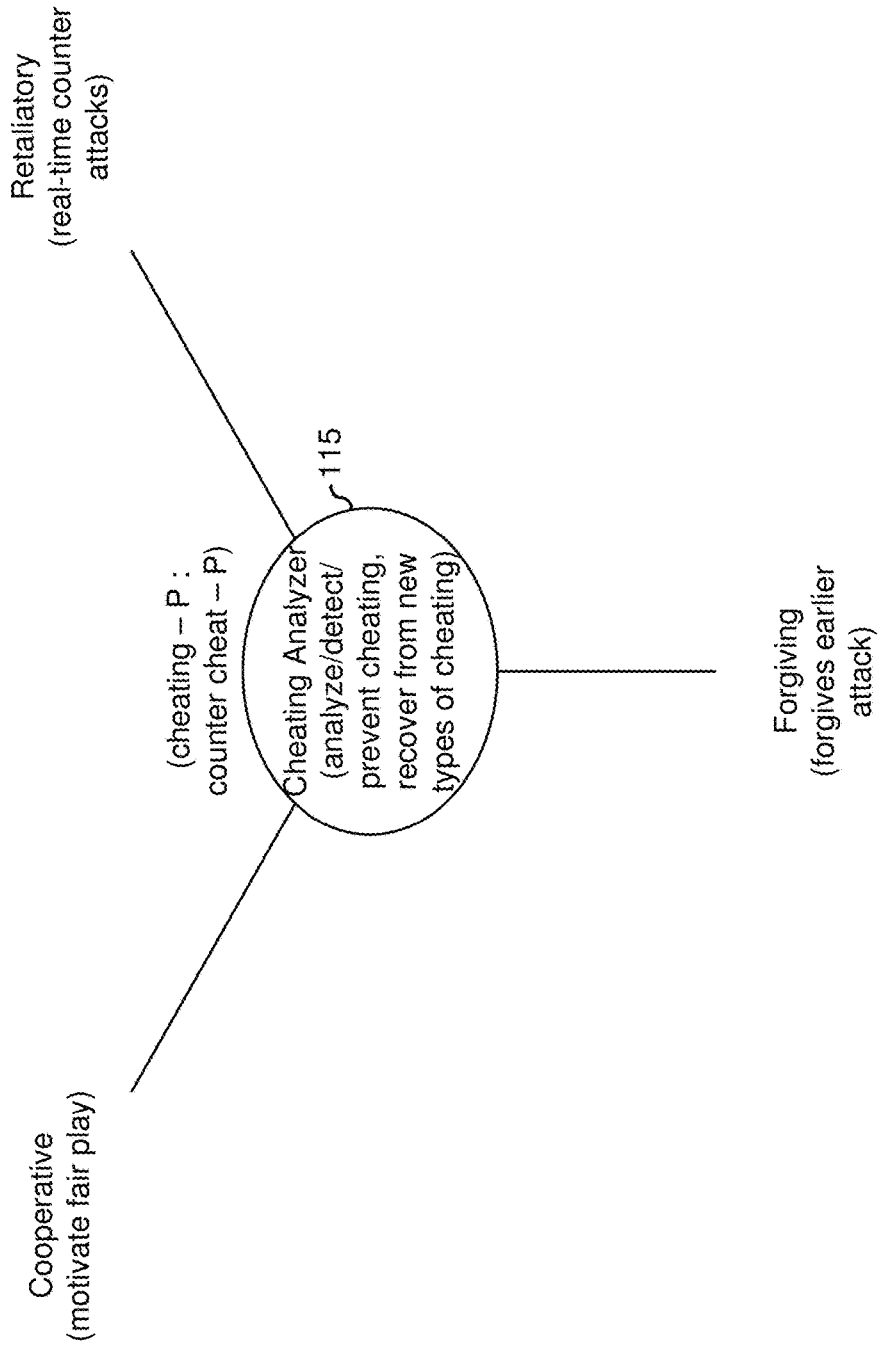 Cooperative
(motivate fair play)
Retaliatory
(real-time counter
attacks)
(cheating – P :
counter cheat – P)
Cheating Analyzer
(analyze/detect/
prevent cheating,
recover from new
types of cheating)
115
Forgiving
(forgives earlier
attack)